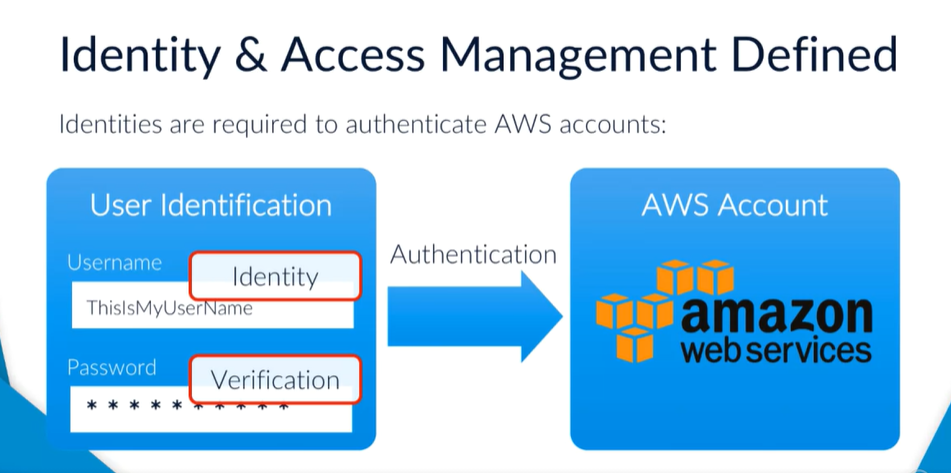 Identity & Access Management Defined
Identities are required to authenticate AWS accounts:
User Identification
Username
Identity
ThisIsMyUserName
Password
Verification
* * * * * * * * * *
Authentication
AWS Account
amazon
web services